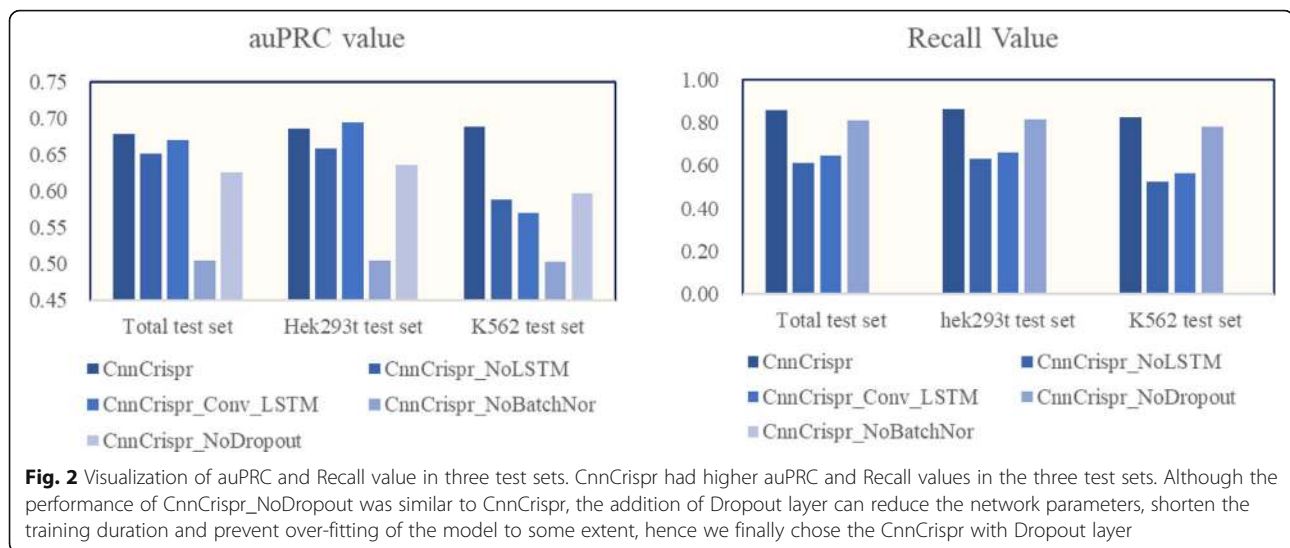 auPRC value
0.75
0.70
0.65
0.60
0.55
0.50
0.45
Total test set Hek293t test set K562 test set
CnnCrispr CnnCrispr_NoLSTM
CnnCrispr_Conv_LSTM CnnCrispr_NoBatchNor
CnnCrispr_NoDropout
Recall Value
1.00
0.80
0.60
0.40
0.20
0.00
Total test set hek293t test set K562 test set
CnnCrispr CnnCrispr_NoLSTM
CnnCrispr_Conv_LSTM CnnCrispr_NoDropout
CnnCrispr_NoBatchNor
Fig. 2 Visualization of auPRC and Recall value in three test sets. CnnCrispr had higher auPRC and Recall values in the three test sets. Although the
performance of CnnCrispr_NoDropout was similar to CnnCrispr, the addition of Dropout layer can reduce the network parameters, shorten the
training duration and prevent over-fitting of the model to some extent, hence we finally chose the CnnCrispr with Dropout layer